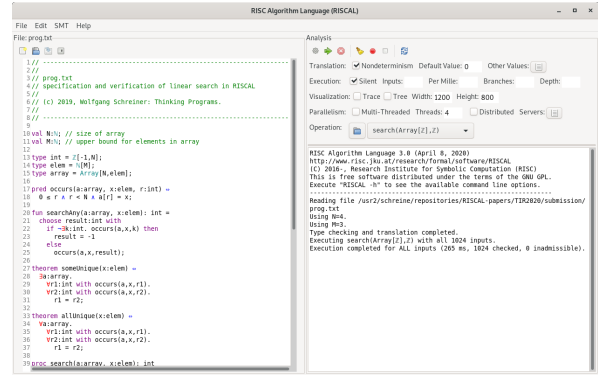 RISC Algorithm Language (RISCAL)
File Edit SMT Help
File: prog.txt
1 // ----------------------------------------------------------------
2 //
3 // prog.txt
4 // specification and verification of linear search in RISCAL
5 //
6 // (c) 2019, Wolfgang Schreiner: Thinking Programs.
7 //
8 // ----------------------------------------------------------------
9
10 val N:ℕ; // size of array
11 val M:ℕ; // upper bound for elements in array
12
13 type int = ℤ[-1,N];
14 type elem = ℕ[M];
15 type array = Array[N,elem];
16
17 pred occurs(a:array, x:elem, r:int) ⇔
18 0 ≤ r ∧ r < N ∧ a[r] = x;
19
20 fun searchAny(a:array, x:elem): int =
21 choose result:int with
22 if ¬∃k:int. occurs(a,x,k) then
23 result = -1
24 else
25 occurs(a,x,result);
26
27 theorem someUnique(x:elem) ⇔
28 ∃a:array.
29 ∀r1:int with occurs(a,x,r1).
30 ∀r2:int with occurs(a,x,r2).
31 r1 = r2;
32
33 theorem allUnique(x:elem) ⇔
34 ∀a:array.
35 ∀r1:int with occurs(a,x,r1).
36 ∀r2:int with occurs(a,x,r2).
37 r1 = r2;
38
39 proc search(a:array, x:elem): int
Analysis
Translation: Nondeterminism Default Value: 0 Other Values:
Execution: Silent Inputs: Per Mille: Branches: Depth:
Visualization: Trace Tree Width: 1200 Height: 800
Parallelism: Multi-Threaded Threads: 4 Distributed Servers:
Operation: search(Array[ℤ],ℤ)
RISC Algorithm Language 3.0 (April 8, 2020)
http://www.risc.jku.at/research/formal/software/RISCAL
(C) 2016-, Research Institute for Symbolic Computation (RISC)
This is free software distributed under the terms of the GNU GPL.
Execute "RISCAL -h" to see the available command line options.
----------------------------------------------------------------
Reading file /usr2/schreine/repositories/RISCAL-papers/TIR2020/submission/
prog.txt
Using N=4.
Using M=3.
Type checking and translation completed.
Executing search(Array[ℤ],ℤ) with all 1024 inputs.
Execution completed for ALL inputs (265 ms, 1024 checked, 0 inadmissible).